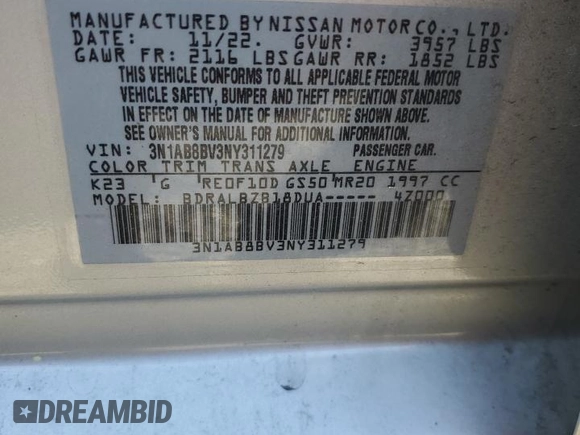 MANUFACTURED BY NISSAN MOTOR CO., LTD.
DATE: 11/22. GVWR: 3957 LBS
GAWR FR: 2116 LBS GAWR RR: 1852 LBS
THIS VEHICLE CONFORMS TO ALL APPLICABLE FEDERAL MOTOR
VEHICLE SAFETY, BUMPER AND THEFT PREVENTION STANDARDS
IN EFFECT ON THE DATE OF MANUFACTURE SHOWN ABOVE.
SEE OWNER'S MANUAL FOR ADDITIONAL INFORMATION
VIN: 3N1AB8BV3NY311279 PASSENGER CAR.
COLOR TRIM TRANS AXLE ENGINE
K23 G RE0F10D GS50 MR20 1997 CC
MODEL: BDRALBZB18DUA----- 4Z000
3N1AB8BV3NY311279
DREAMBID